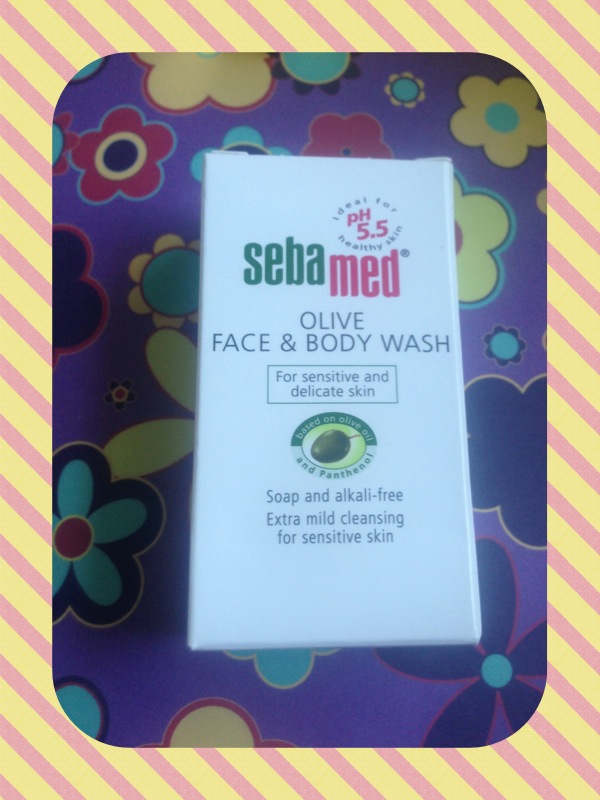 ideal for
pH
5.5
healthy skin
sebamed®
OLIVE
FACE & BODY WASH
For sensitive and
delicate skin
based on olive oil
and Panthenol
Soap and alkali-free
Extra mild cleansing
for sensitive skin